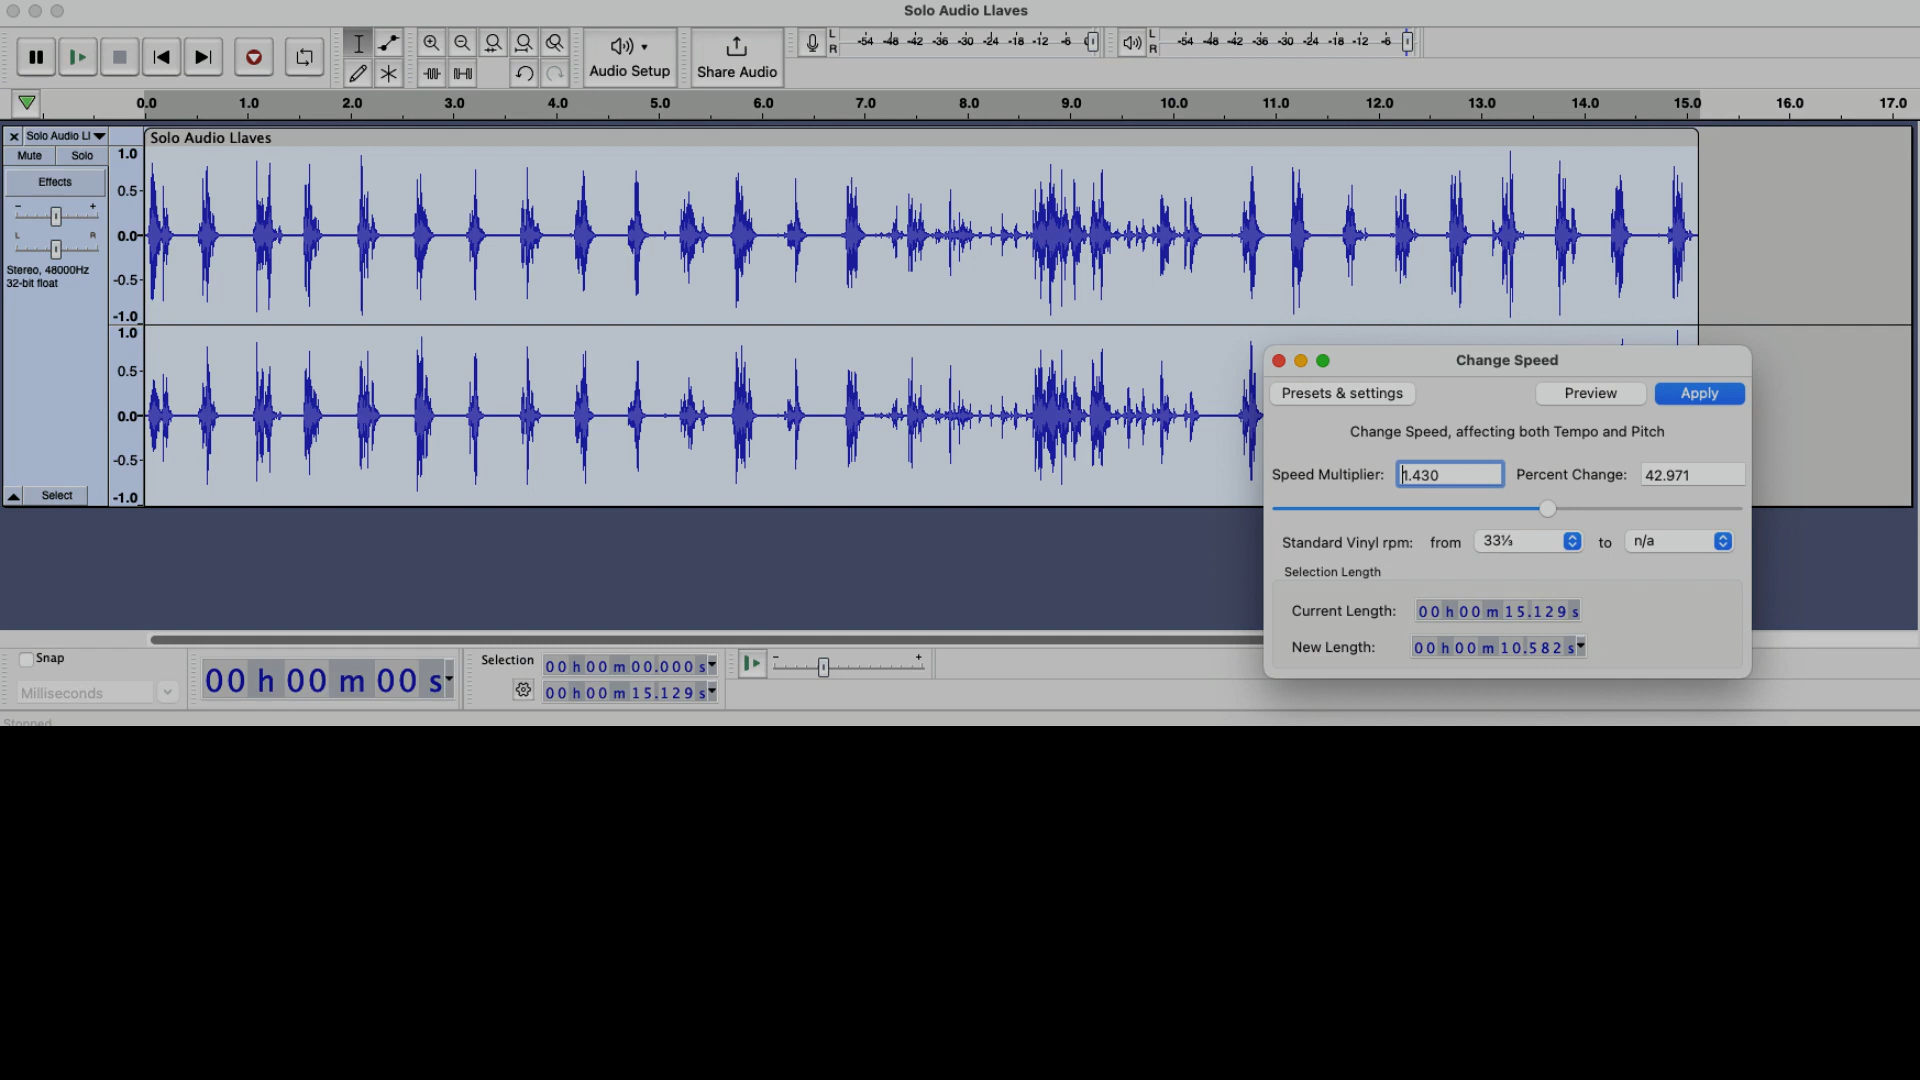 Solo Audio Llaves
Audio Setup
Share Audio
L
R
-54 -48 -42 -36 -30 -24 -18 -12 -6
L
R
-54 -48 -42 -36 -30 -24 -18 -12 -6
0.0 1.0 2.0 3.0 4.0 5.0 6.0 7.0 8.0 9.0 10.0 11.0 12.0 13.0 14.0 15.0 16.0 17.0
Solo Audio Ll
Solo Audio Llaves
Mute Solo
Effects
- +
L R
Stereo, 48000Hz
32-bit float
Select
1.0
0.5
0.0
-0.5
-1.0
1.0
0.5
0.0
-0.5
-1.0
Change Speed
Presets & settings
Preview
Apply
Change Speed, affecting both Tempo and Pitch
Speed Multiplier: 1.430 Percent Change: 42.971
Standard Vinyl rpm: from 33⅓ to n/a
Selection Length
Current Length: 00 h 00 m 15.129 s
New Length: 00 h 00 m 10.582 s
Snap
Milliseconds
00 h 00 m 00 s
Selection
00 h 00 m 00.000 s
00 h 00 m 15.129 s
- +
Stopped